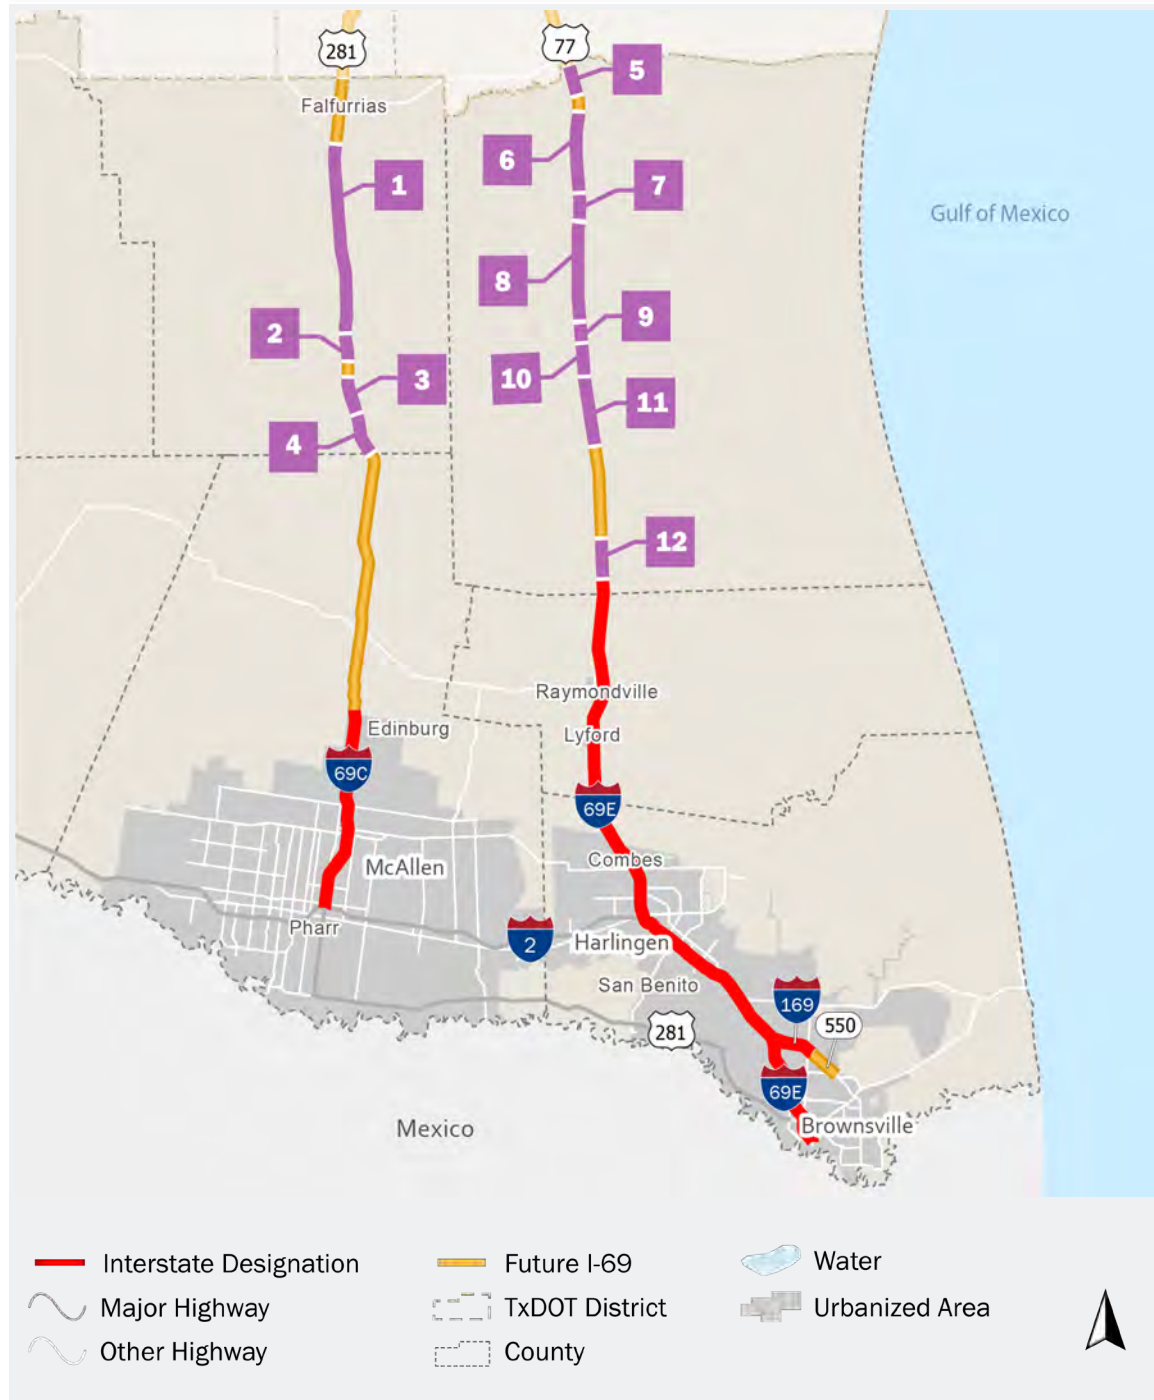 281
77
5
Falfurrias
6
1
7
Gulf of Mexico
8
9
2
10
3
11
4
12
Raymondville
Edinburg
Lyford
69C
69E
Combes
McAllen
Pharr
2
Harlingen
San Benito
169
550
281
69E
Brownsville
Mexico
Interstate Designation
Future I-69
Water
Major Highway
TxDOT District
Urbanized Area
Other Highway
County